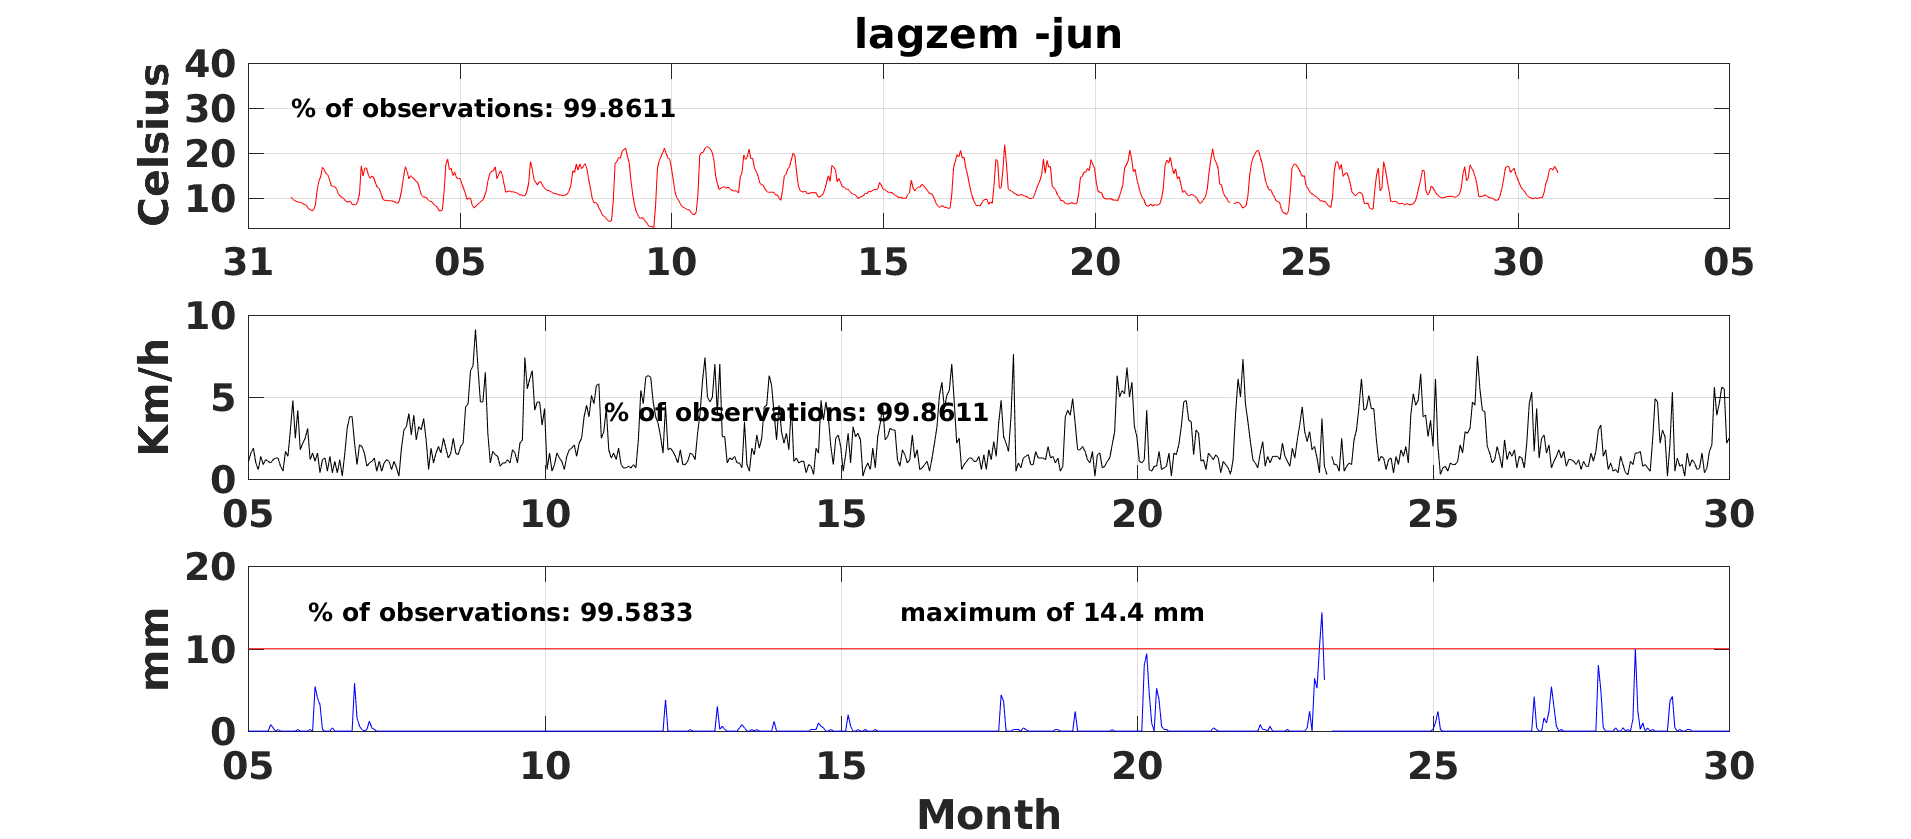 lagzem -jun
Celsius
40
30
20
10
% of observations: 99.8611
31 05 10 15 20 25 30 05
Km/h
10
5
0
% of observations: 99.8611
05 10 15 20 25 30
mm
20
10
0
% of observations: 99.5833 maximum of 14.4 mm
05 10 15 20 25 30
Month